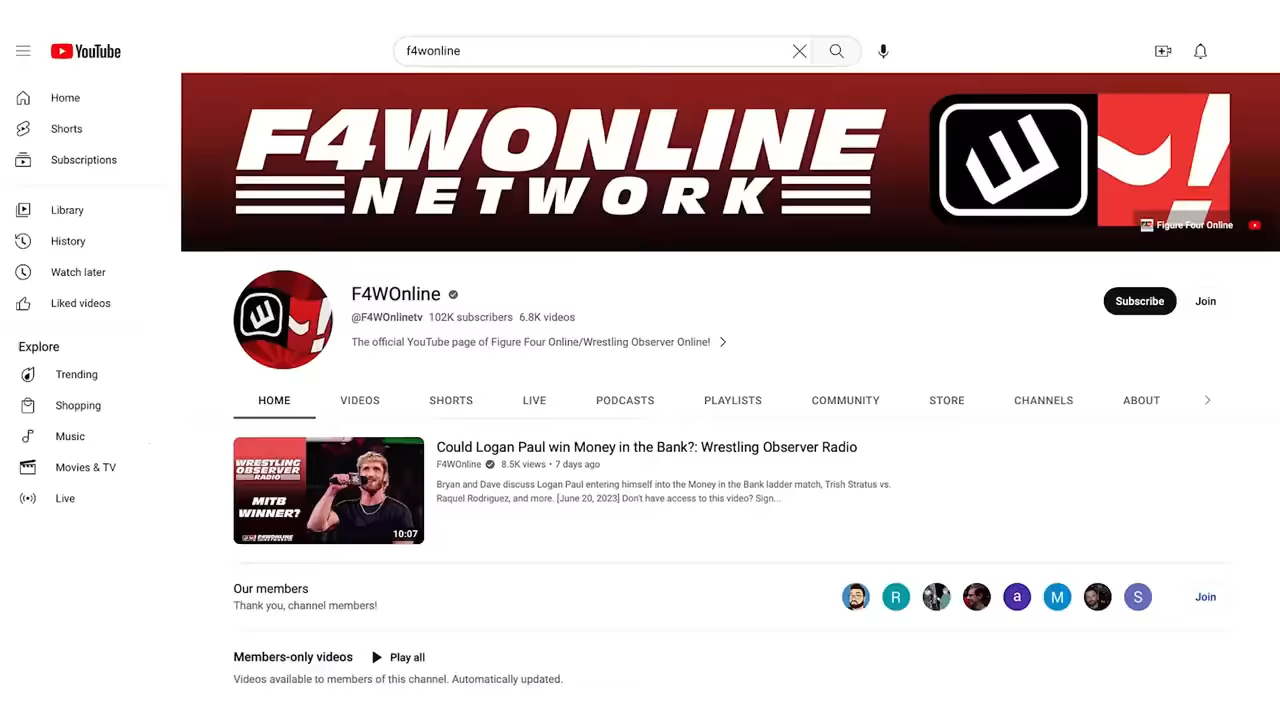 YouTube
f4wonline
Home
Shorts
Subscriptions
Library
History
Watch later
Liked videos
Explore
Trending
Shopping
Music
Movies & TV
Live
F4WONLINE
NETWORK
Figure Four Online
F4WOnline
@F4WOnlinetv 102K subscribers 6.8K videos
The official YouTube page of Figure Four Online/Wrestling Observer Online!
Subscribe
Join
HOME VIDEOS SHORTS LIVE PODCASTS PLAYLISTS COMMUNITY STORE CHANNELS ABOUT
WRESTLING
OBSERVER
RADIO
MITB
WINNER?
F4WONLINE
10:07
Could Logan Paul win Money in the Bank?: Wrestling Observer Radio
F4WOnline 8.5K views • 7 days ago
Bryan and Dave discuss Logan Paul entering himself into the Money in the Bank ladder match, Trish Stratus vs.
Raquel Rodriguez, and more. [June 20, 2023] Don't have access to this video? Sign...
Our members
Thank you, channel members!
R a M S
Join
Members-only videos Play all
Videos available to members of this channel. Automatically updated.